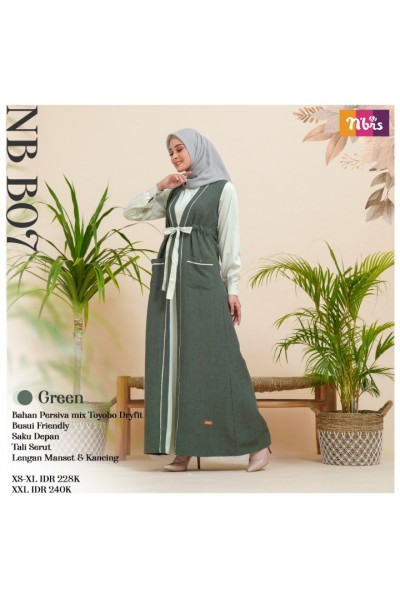 Nbrs
NB B07
Green
Bahan Persiva mix Toyobo Dryfit
Busui Friendly
Saku Depan
Tali Serut
Lengan Manset & Kancing
XS-XL IDR 228K
XXL IDR 240K